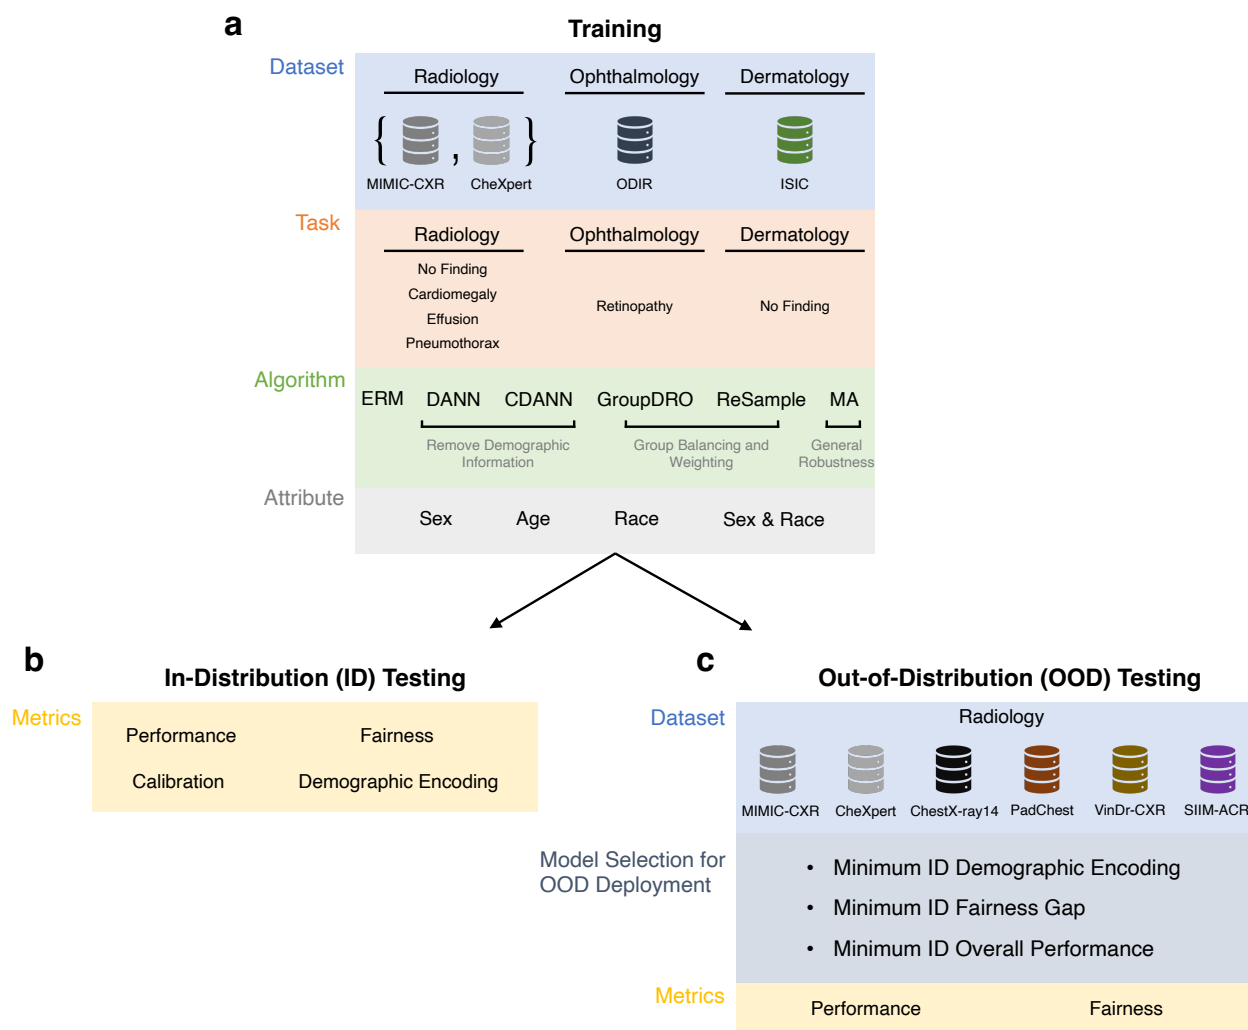 a
Training
Dataset
Radiology
Ophthalmology
Dermatology
{ , }
MIMIC-CXR
CheXpert
ODIR
ISIC
Task
Radiology
Ophthalmology
Dermatology
No Finding
Cardiomegaly
Effusion
Pneumothorax
Retinopathy
No Finding
Algorithm
ERM
DANN
CDANN
GroupDRO
ReSample
MA
Remove Demographic
Information
Group Balancing and
Weighting
General
Robustness
Attribute
Sex
Age
Race
Sex & Race
b
In-Distribution (ID) Testing
Metrics
Performance
Fairness
Calibration
Demographic Encoding
c
Out-of-Distribution (OOD) Testing
Dataset
Radiology
MIMIC-CXR
CheXpert
ChestX-ray14
PadChest
VinDr-CXR
SIIM-ACR
Model Selection for
OOD Deployment
• Minimum ID Demographic Encoding
• Minimum ID Fairness Gap
• Minimum ID Overall Performance
Metrics
Performance
Fairness